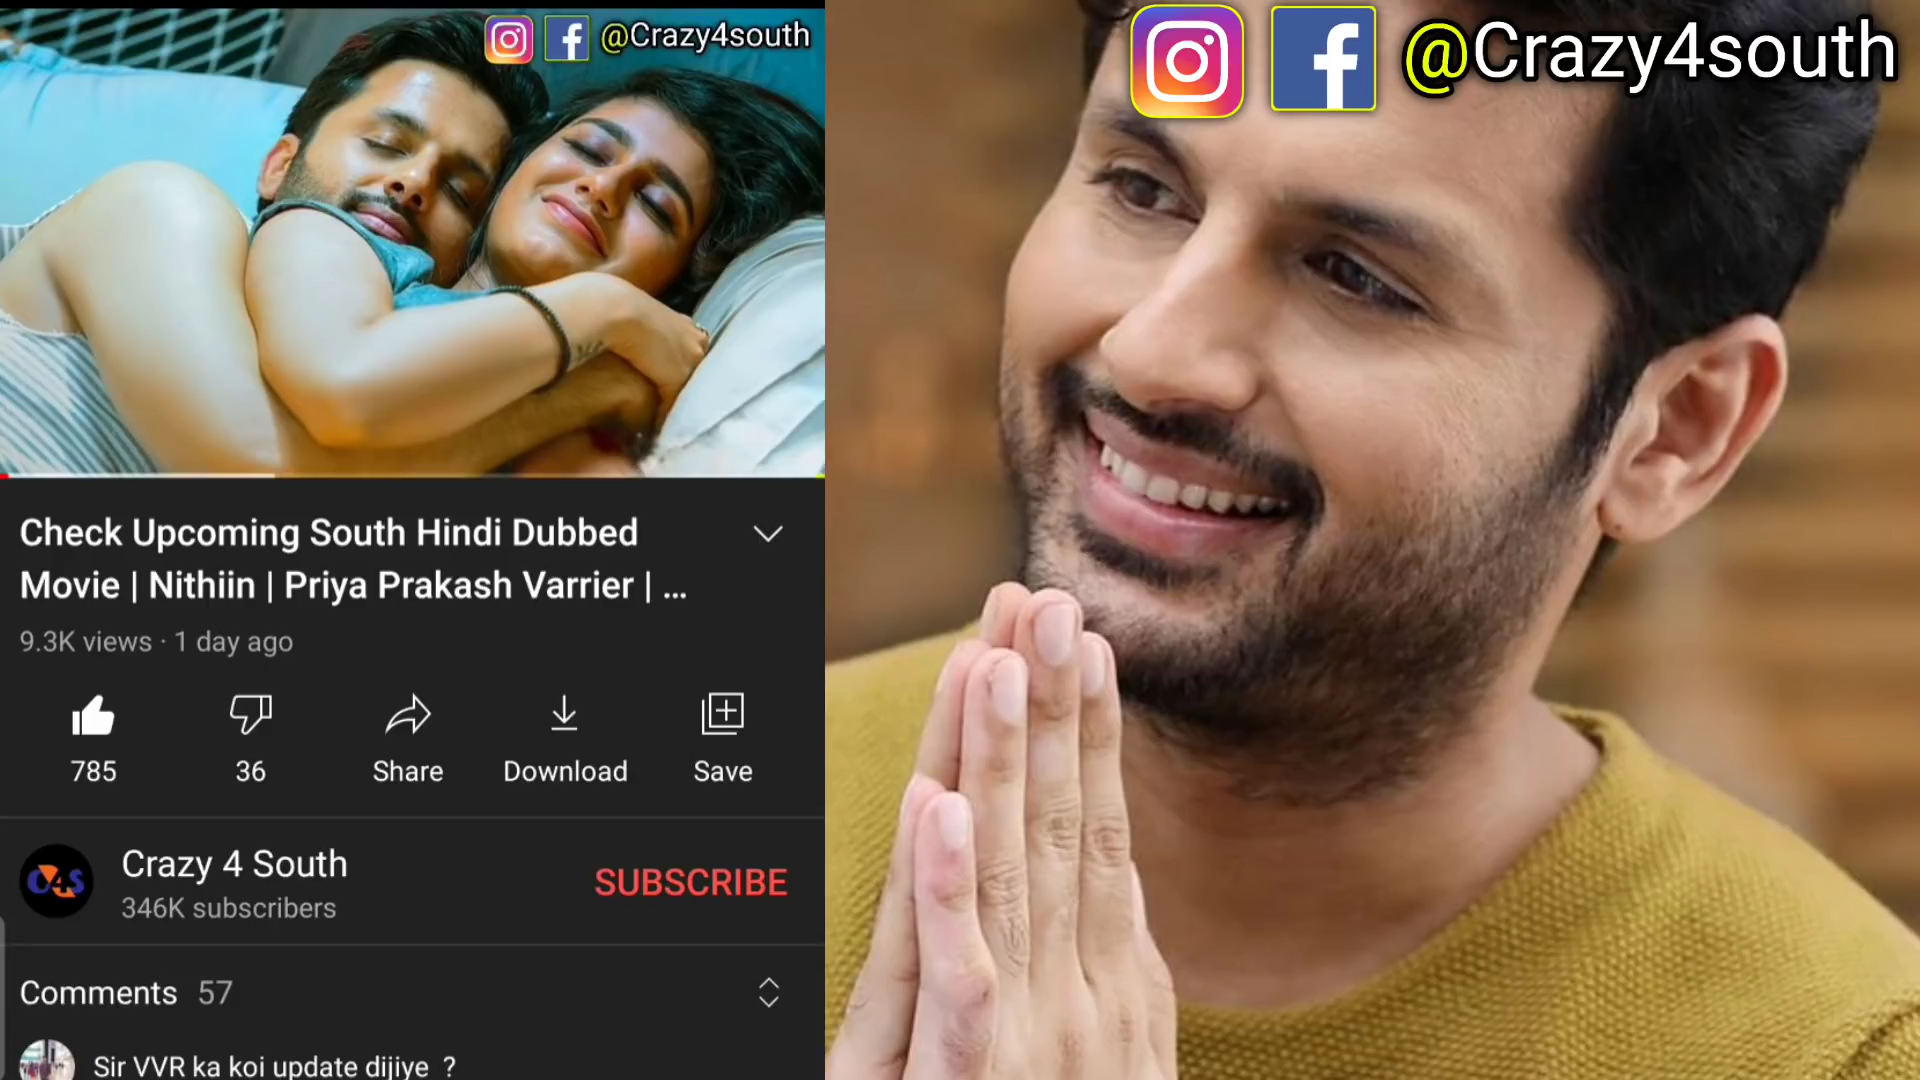 @Crazy4south
Check Upcoming South Hindi Dubbed
Movie | Nithiin | Priya Prakash Varrier | ...
9.3K views · 1 day ago
785
36
Share
Download
Save
C4S
Crazy 4 South
346K subscribers
SUBSCRIBE
Comments 57
Sir VVR ka koi update dijiye ?
@Crazy4south